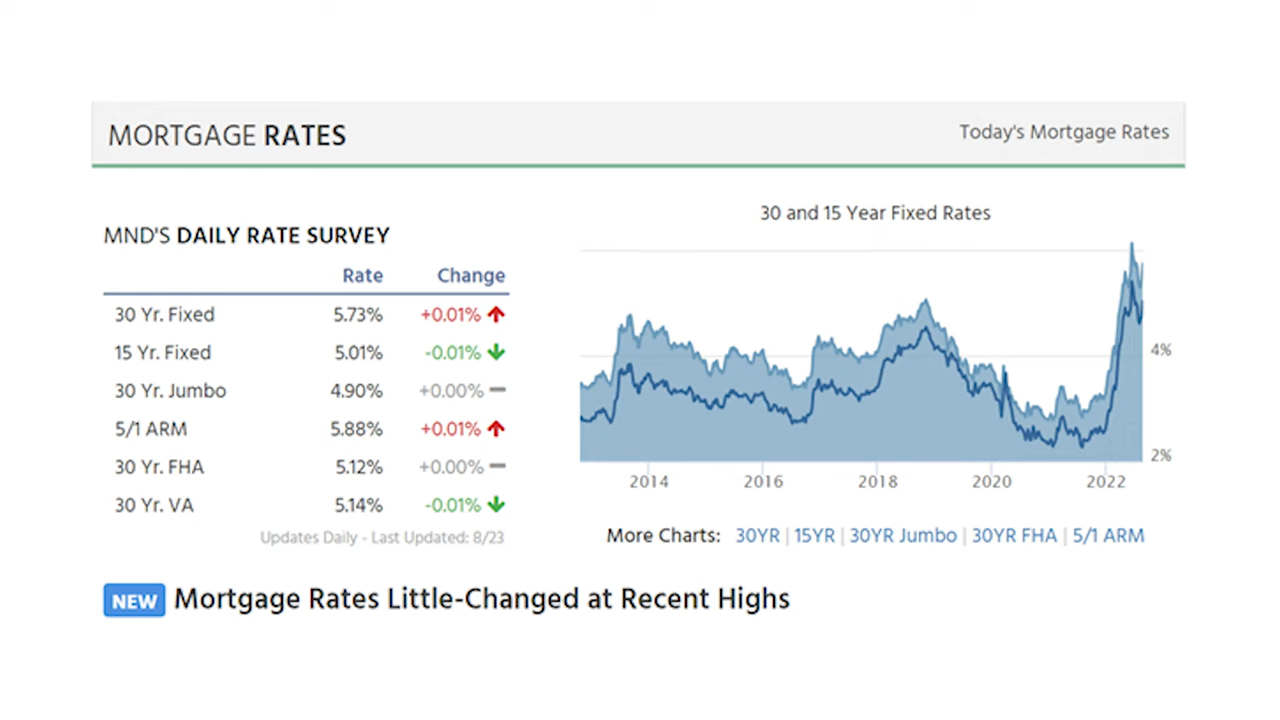 MORTGAGE RATES
Today's Mortgage Rates
MND'S DAILY RATE SURVEY
Rate Change
30 Yr. Fixed 5.73% +0.01%
15 Yr. Fixed 5.01% -0.01%
30 Yr. Jumbo 4.90% +0.00%
5/1 ARM 5.88% +0.01%
30 Yr. FHA 5.12% +0.00%
30 Yr. VA 5.14% -0.01%
Updates Daily - Last Updated: 8/23
30 and 15 Year Fixed Rates
4%
2%
2014 2016 2018 2020 2022
More Charts: 30YR | 15YR | 30YR Jumbo | 30YR FHA | 5/1 ARM
NEW Mortgage Rates Little-Changed at Recent Highs